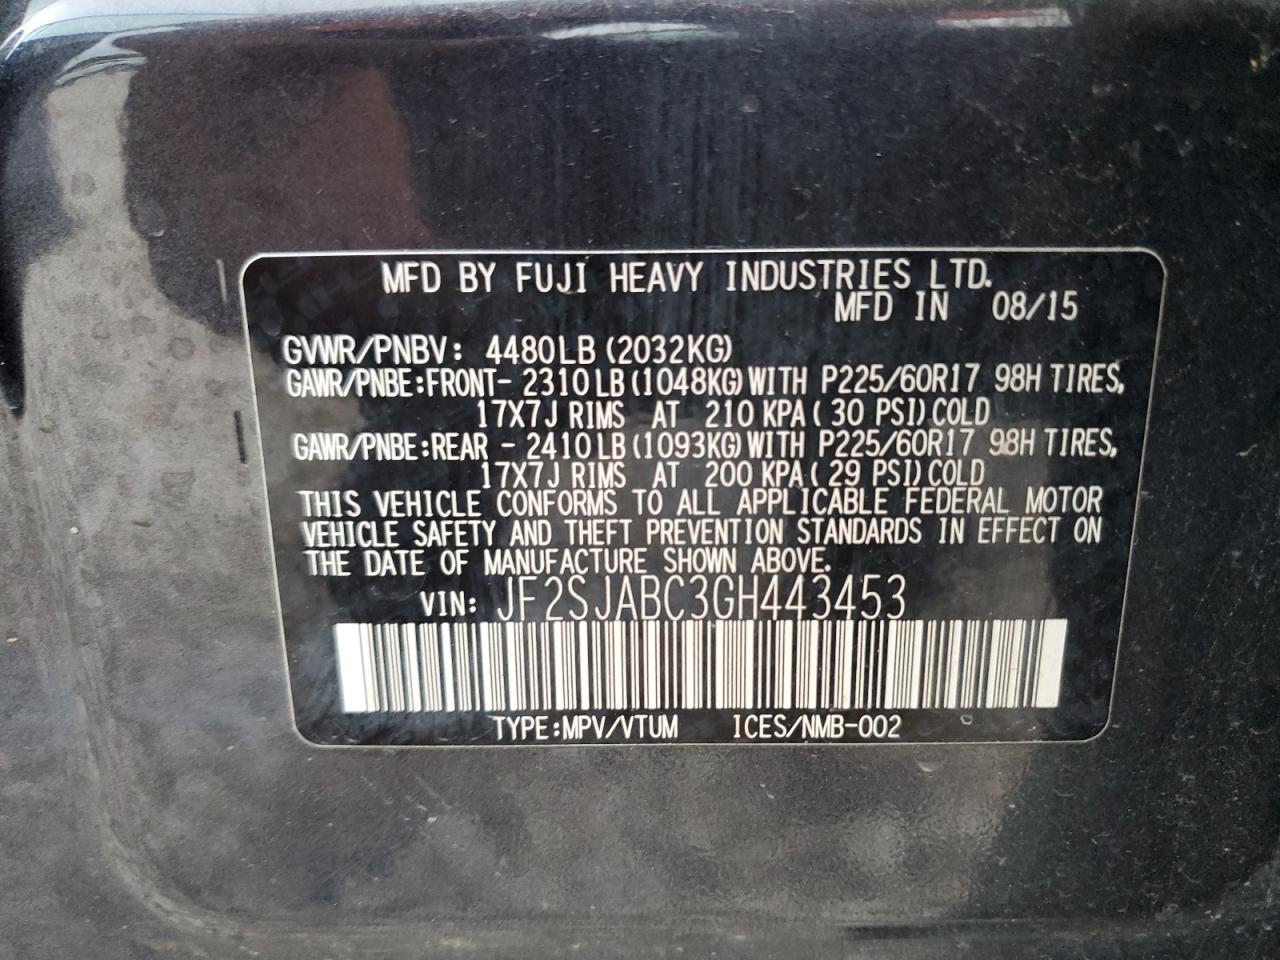 MFD BY FUJI HEAVY INDUSTRIES LTD.
MFD IN 08/15
GVWR/PNBV: 4480LB (2032KG)
GAWR/PNBE:FRONT- 2310LB (1048KG) WITH P225/60R17 98H TIRES,
17X7J RIMS AT 210 KPA ( 30 PSI) COLD
GAWR/PNBE:REAR - 2410LB (1093KG) WITH P225/60R17 98H TIRES,
17X7J RIMS AT 200 KPA ( 29 PSI) COLD
THIS VEHICLE CONFORMS TO ALL APPLICABLE FEDERAL MOTOR
VEHICLE SAFETY AND THEFT PREVENTION STANDARDS IN EFFECT ON
THE DATE OF MANUFACTURE SHOWN ABOVE.
VIN: JF2SJABC3GH443453
TYPE:MPV/VTUM ICES/NMB-002